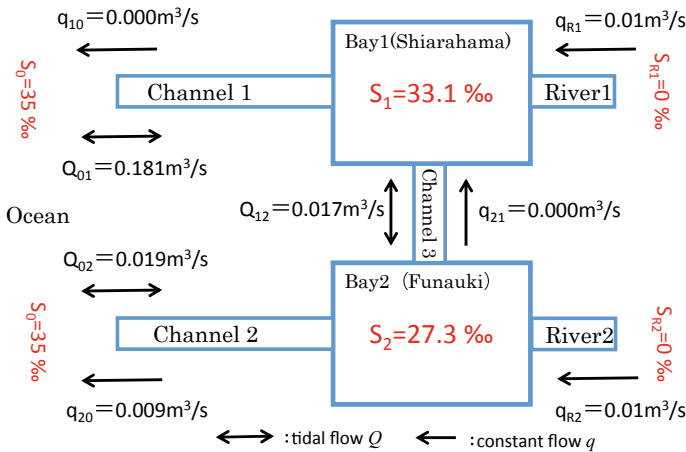 q10＝0.000m3/s
qR1＝0.01m3/s
Bay1(Shiarahama)
S0=35 ‰
Channel 1
S1=33.1 ‰
River1
SR1=0 ‰
Q01＝0.181m3/s
Channel 3
Q12＝0.017m3/s
q21＝0.000m3/s
Ocean
Q02＝0.019m3/s
Bay2 (Funauki)
S0=35 ‰
Channel 2
S2=27.3 ‰
River2
SR2=0 ‰
q20＝0.009m3/s
qR2＝0.01m3/s
:tidal flow Q
:constant flow q